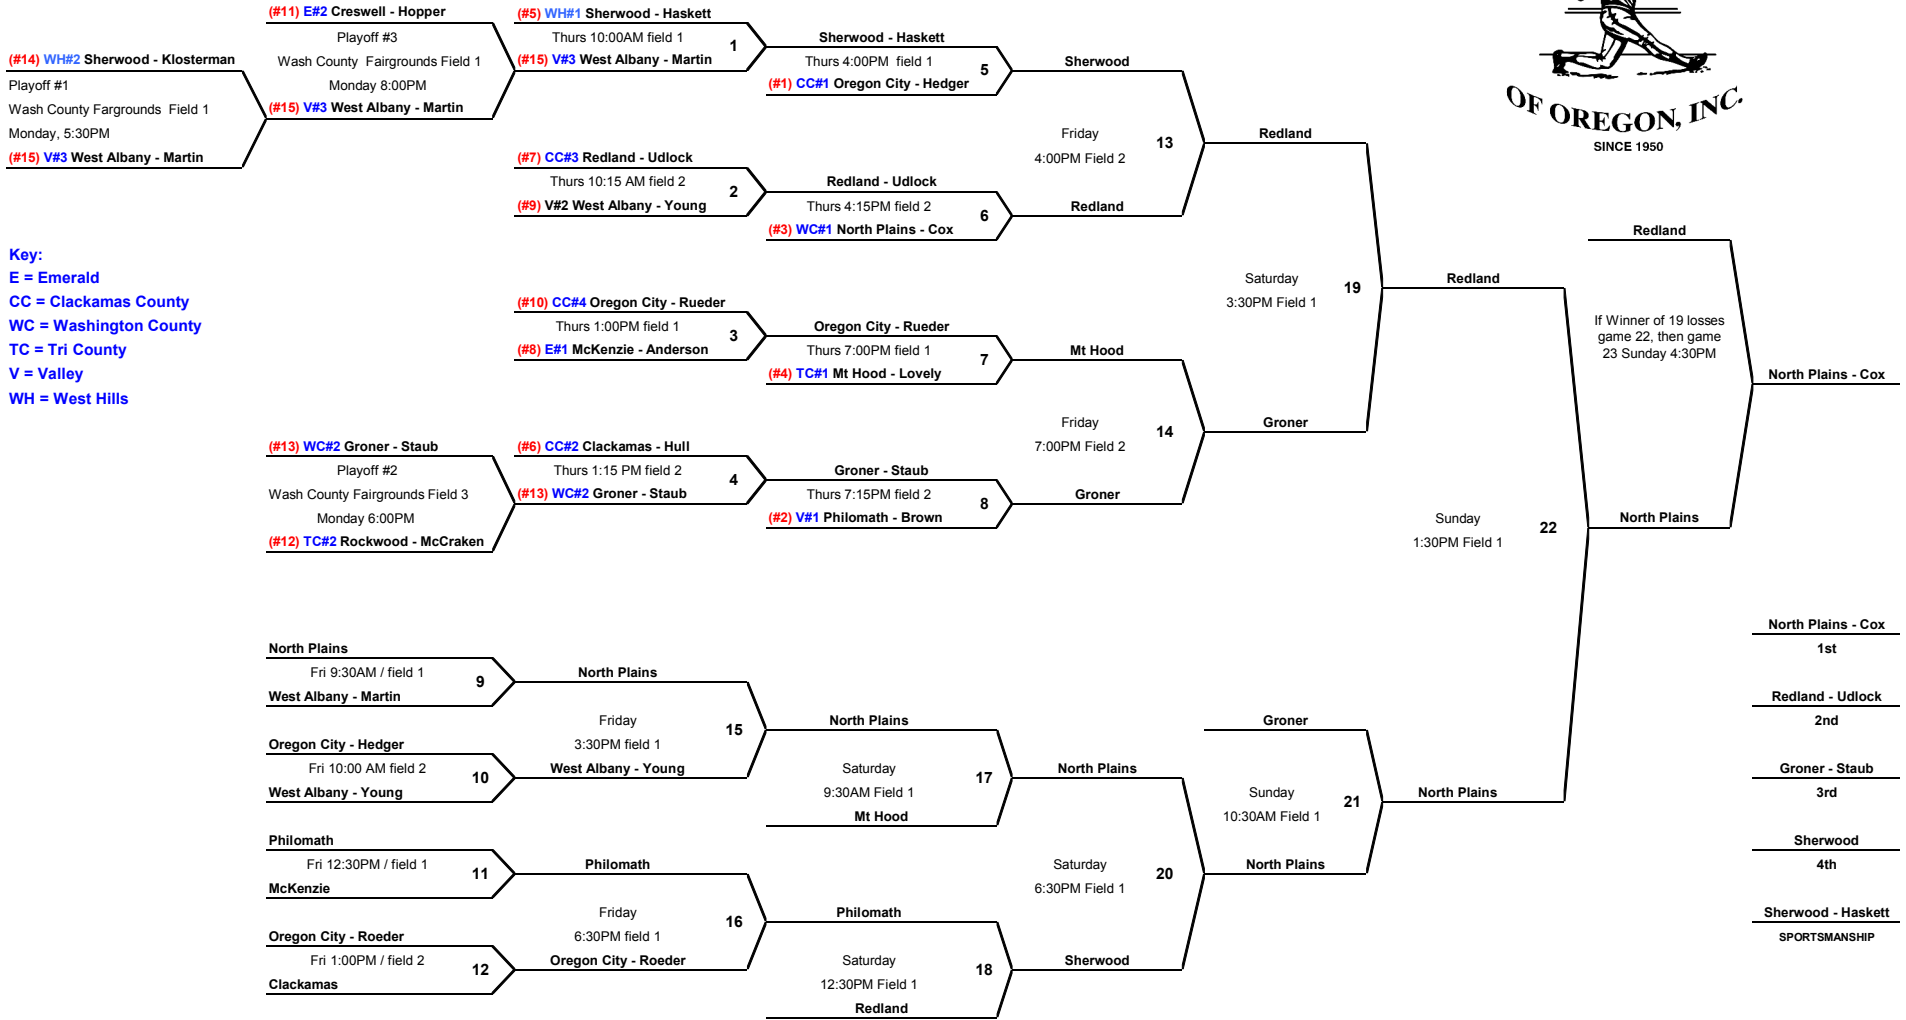 (#11) E#2 Creswell - Hopper
(#5) WH#1 Sherwood - Haskett
Playoff #3
Thurs 10:00AM field 1
1
Sherwood - Haskett
(#14) WH#2 Sherwood - Klosterman
Wash County  Fairgrounds Field 1
(#15) V#3 West Albany - Martin
Thurs 4:00PM  field 1
5
Sherwood
Playoff #1
Monday 8:00PM
(#1) CC#1 Oregon City - Hedger
Wash County Fargrounds  Field 1
(#15) V#3 West Albany - Martin
OF OREGON, INC.
Monday, 5:30PM
Friday
13
Redland
SINCE 1950
(#15) V#3 West Albany - Martin
(#7) CC#3 Redland - Udlock
4:00PM Field 2
Thurs 10:15 AM field 2
2
Redland - Udlock
(#9) V#2 West Albany - Young
Thurs 4:15PM field 2
6
Redland
(#3) WC#1 North Plains - Cox
Redland
Key:
E = Emerald
Saturday
19
Redland
CC = Clackamas County
(#10) CC#4 Oregon City - Rueder
3:30PM Field 1
WC = Washington County
Thurs 1:00PM field 1
3
Oregon City - Rueder
If Winner of 19 losses
game 22, then game
23 Sunday 4:30PM
TC = Tri County
(#8) E#1 McKenzie - Anderson
Thurs 7:00PM field 1
7
Mt Hood
V = Valley
(#4) TC#1 Mt Hood - Lovely
North Plains - Cox
WH = West Hills
Friday
14
Groner
(#13) WC#2 Groner - Staub
(#6) CC#2 Clackamas - Hull
7:00PM Field 2
Playoff #2
Thurs 1:15 PM field 2
4
Groner - Staub
Wash County Fairgrounds Field 3
(#13) WC#2 Groner - Staub
Thurs 7:15PM field 2
8
Groner
Monday 6:00PM
(#2) V#1 Philomath - Brown
Sunday
22
North Plains
(#12) TC#2 Rockwood - McCraken
1:30PM Field 1
North Plains - Cox
1st
North Plains
Fri 9:30AM / field 1
9
North Plains
West Albany - Martin
Redland - Udlock
2nd
Friday
15
North Plains
Groner
Oregon City - Hedger
3:30PM field 1
Fri 10:00 AM field 2
10
West Albany - Young
Saturday
17
North Plains
Groner - Staub
3rd
West Albany - Young
9:30AM Field 1
Sunday
21
North Plains
Mt Hood
10:30AM Field 1
Philomath
Sherwood
4th
Fri 12:30PM / field 1
11
Philomath
Saturday
20
North Plains
McKenzie
6:30PM Field 1
Friday
16
Philomath
Sherwood - Haskett
SPORTSMANSHIP
Oregon City - Roeder
6:30PM field 1
Fri 1:00PM / field 2
12
Oregon City - Roeder
Saturday
18
Sherwood
Clackamas
12:30PM Field 1
Redland